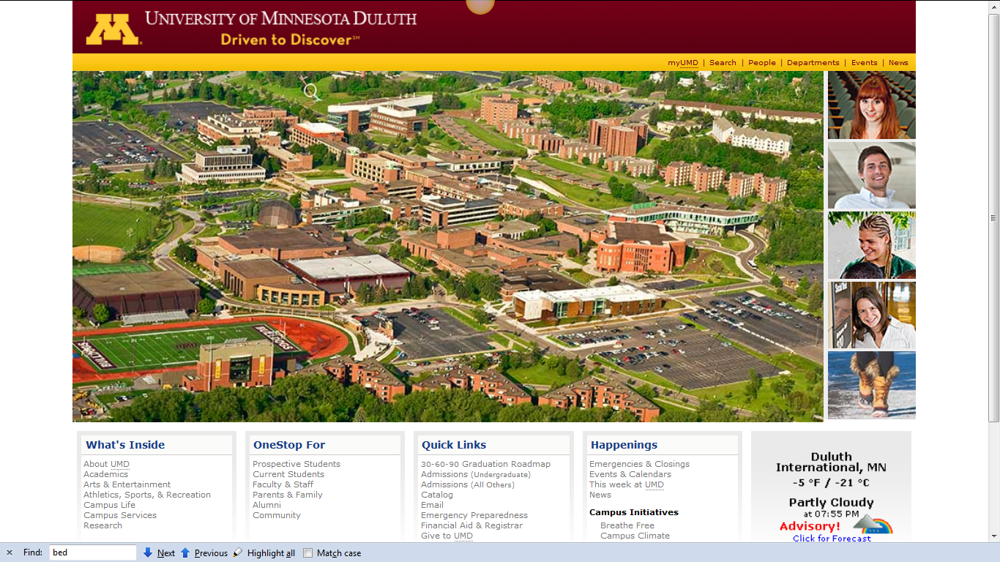 UNIVERSITY OF MINNESOTA DULUTH
M
Driven to Discover℠
myUMD | Search | People | Departments | Events | News
BULLDOGS
BULLDOGS
What's Inside
About UMD
Academics
Arts & Entertainment
Athletics, Sports, & Recreation
Campus Life
Campus Services
Research
OneStop For
Prospective Students
Current Students
Faculty & Staff
Parents & Family
Alumni
Community
Quick Links
30-60-90 Graduation Roadmap
Admissions (Undergraduate)
Admissions (All Others)
Catalog
Email
Emergency Preparedness
Financial Aid & Registrar
Give to UMD
Happenings
Emergencies & Closings
Events & Calendars
This week at UMD
News
Campus Initiatives
Breathe Free
Campus Climate
Duluth
International, MN
-5 °F / -21 °C
Partly Cloudy
at 07:55 PM
Advisory!
Click for Forecast
× Find: bed Next Previous Highlight all Match case